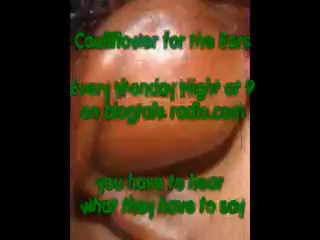 Cauliflower for the Ears
Every Monday Night at 9
on blogtalk radio.com
you have to hear
what they have to say